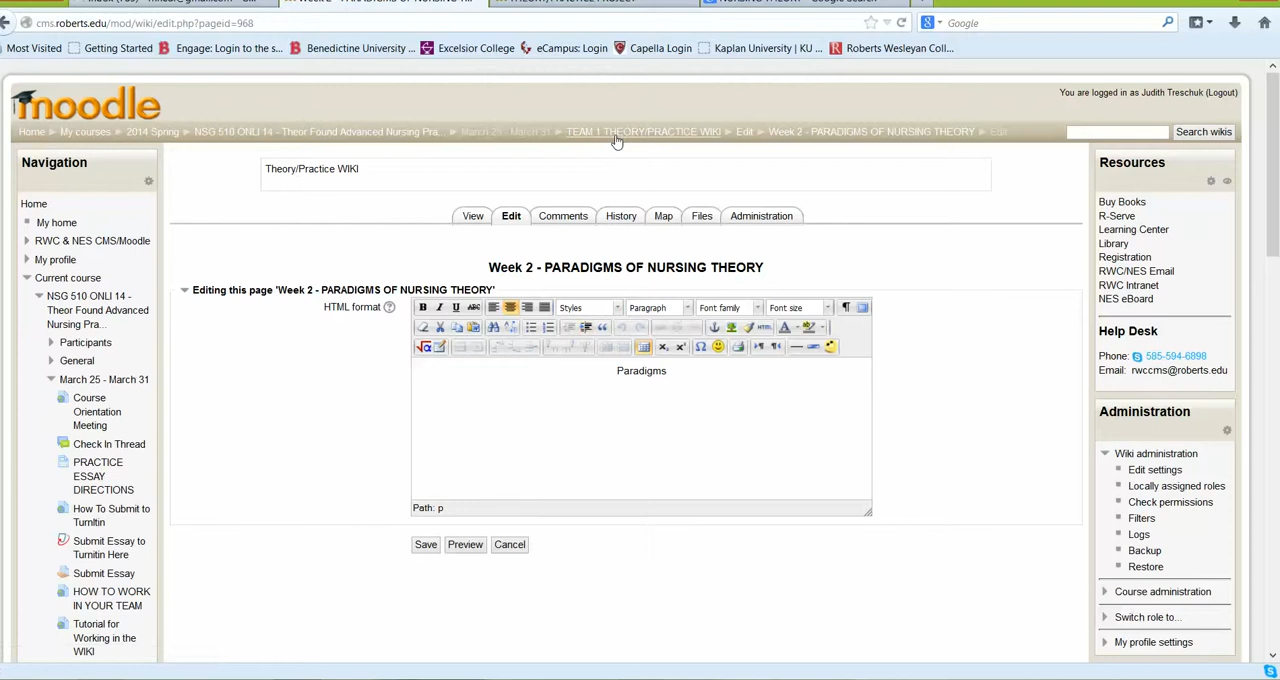 cms.roberts.edu/mod/wiki/edit.php?pageid=968
Google
Most Visited Getting Started Engage: Login to the s... Benedictine University ... Excelsior College eCampus: Login Capella Login Kaplan University | KU ... Roberts Wesleyan Coll...
moodle
You are logged in as Judith Treschuk (Logout)
Home ► My courses ► 2014 Spring ► NSG 510 ONLI 14 - Theor Found Advanced Nursing Pra... ► March 25 - March 31 ► TEAM 1 THEORY/PRACTICE WIKI ► Edit ► Week 2 - PARADIGMS OF NURSING THEORY ► Edit
Search wikis
Navigation
Home
My home
RWC & NES CMS/Moodle
My profile
Current course
NSG 510 ONLI 14 -
Theor Found Advanced
Nursing Pra...
Participants
General
March 25 - March 31
Course
Orientation
Meeting
Check In Thread
PRACTICE
ESSAY
DIRECTIONS
How To Submit to
TurnItin
Submit Essay to
Turnitin Here
Submit Essay
HOW TO WORK
IN YOUR TEAM
Tutorial for
Working in the
WIKI
Theory/Practice WIKI
View Edit Comments History Map Files Administration
Week 2 - PARADIGMS OF NURSING THEORY
Editing this page 'Week 2 - PARADIGMS OF NURSING THEORY'
HTML format
B I U ABC Styles Paragraph Font family Font size
HTML
Paradigms
Path: p
Save Preview Cancel
Resources
Buy Books
R-Serve
Learning Center
Library
Registration
RWC/NES Email
RWC Intranet
NES eBoard
Help Desk
Phone: 585-594-6898
Email: rwccms@roberts.edu
Administration
Wiki administration
Edit settings
Locally assigned roles
Check permissions
Filters
Logs
Backup
Restore
Course administration
Switch role to...
My profile settings